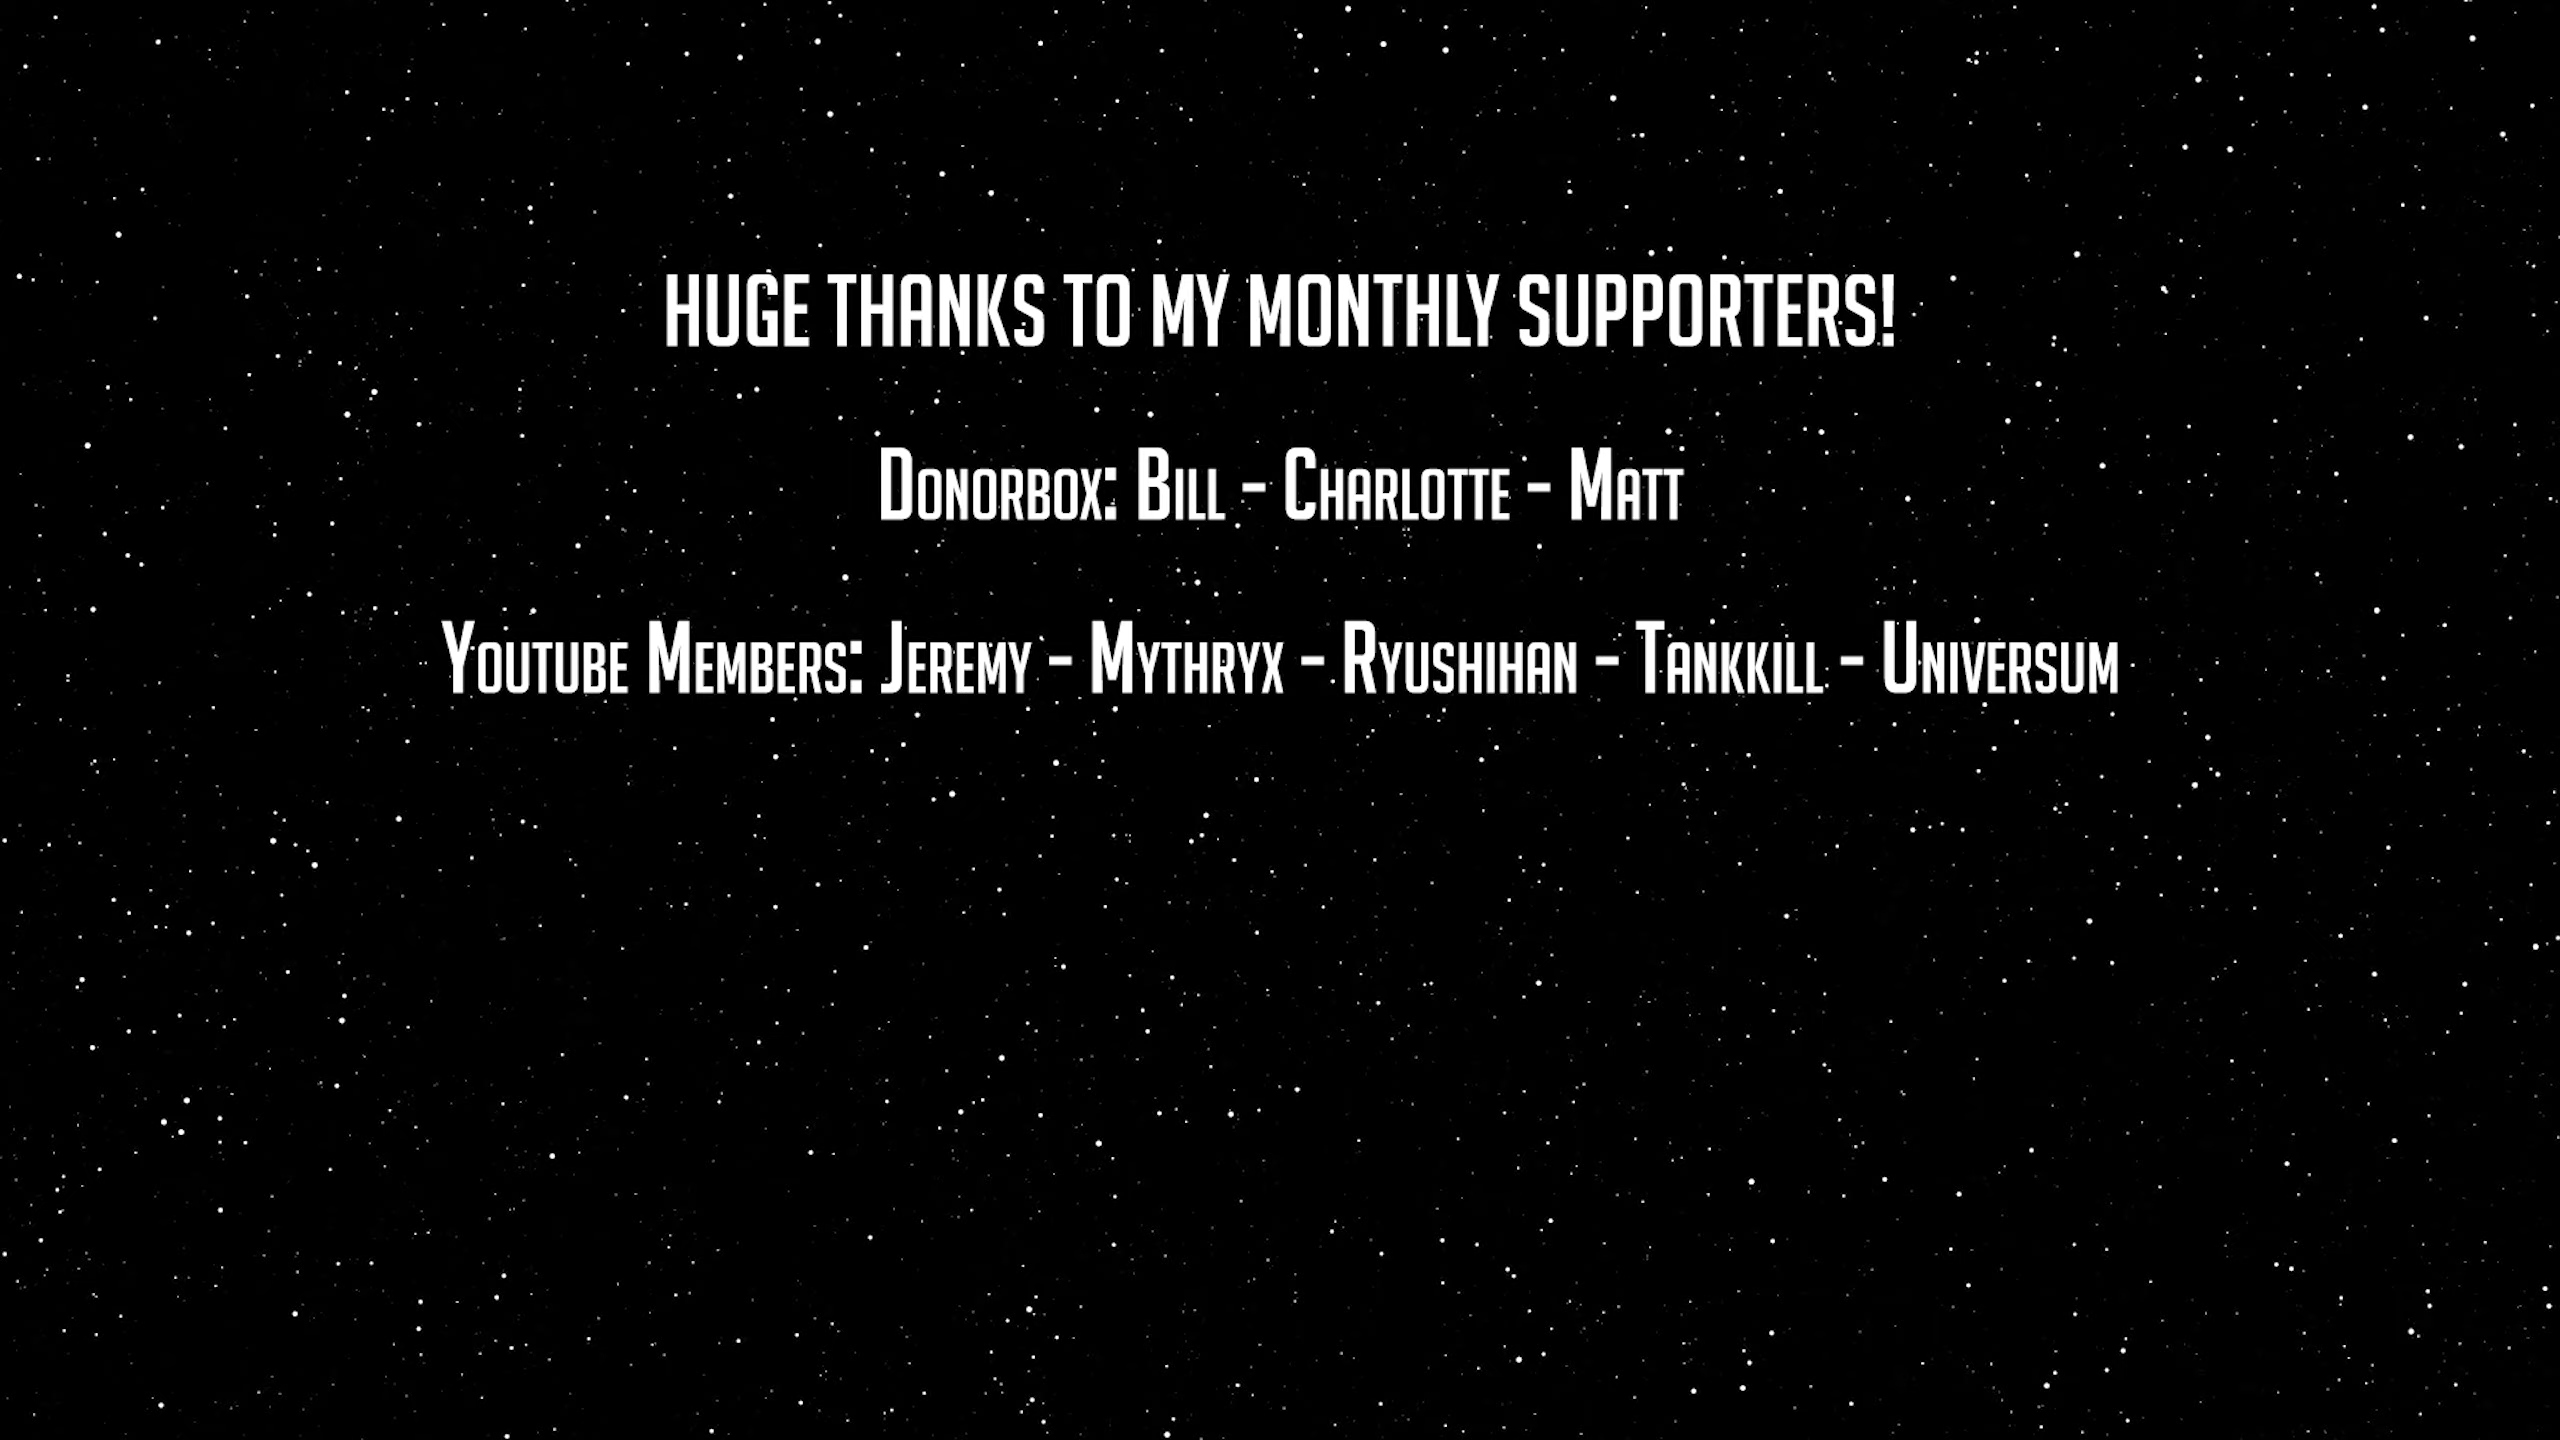 HUGE THANKS TO MY MONTHLY SUPPORTERS!
Donorbox: Bill - Charlotte - Matt
Youtube Members: Jeremy - Mythryx - Ryushihan - Tankkill - Universum